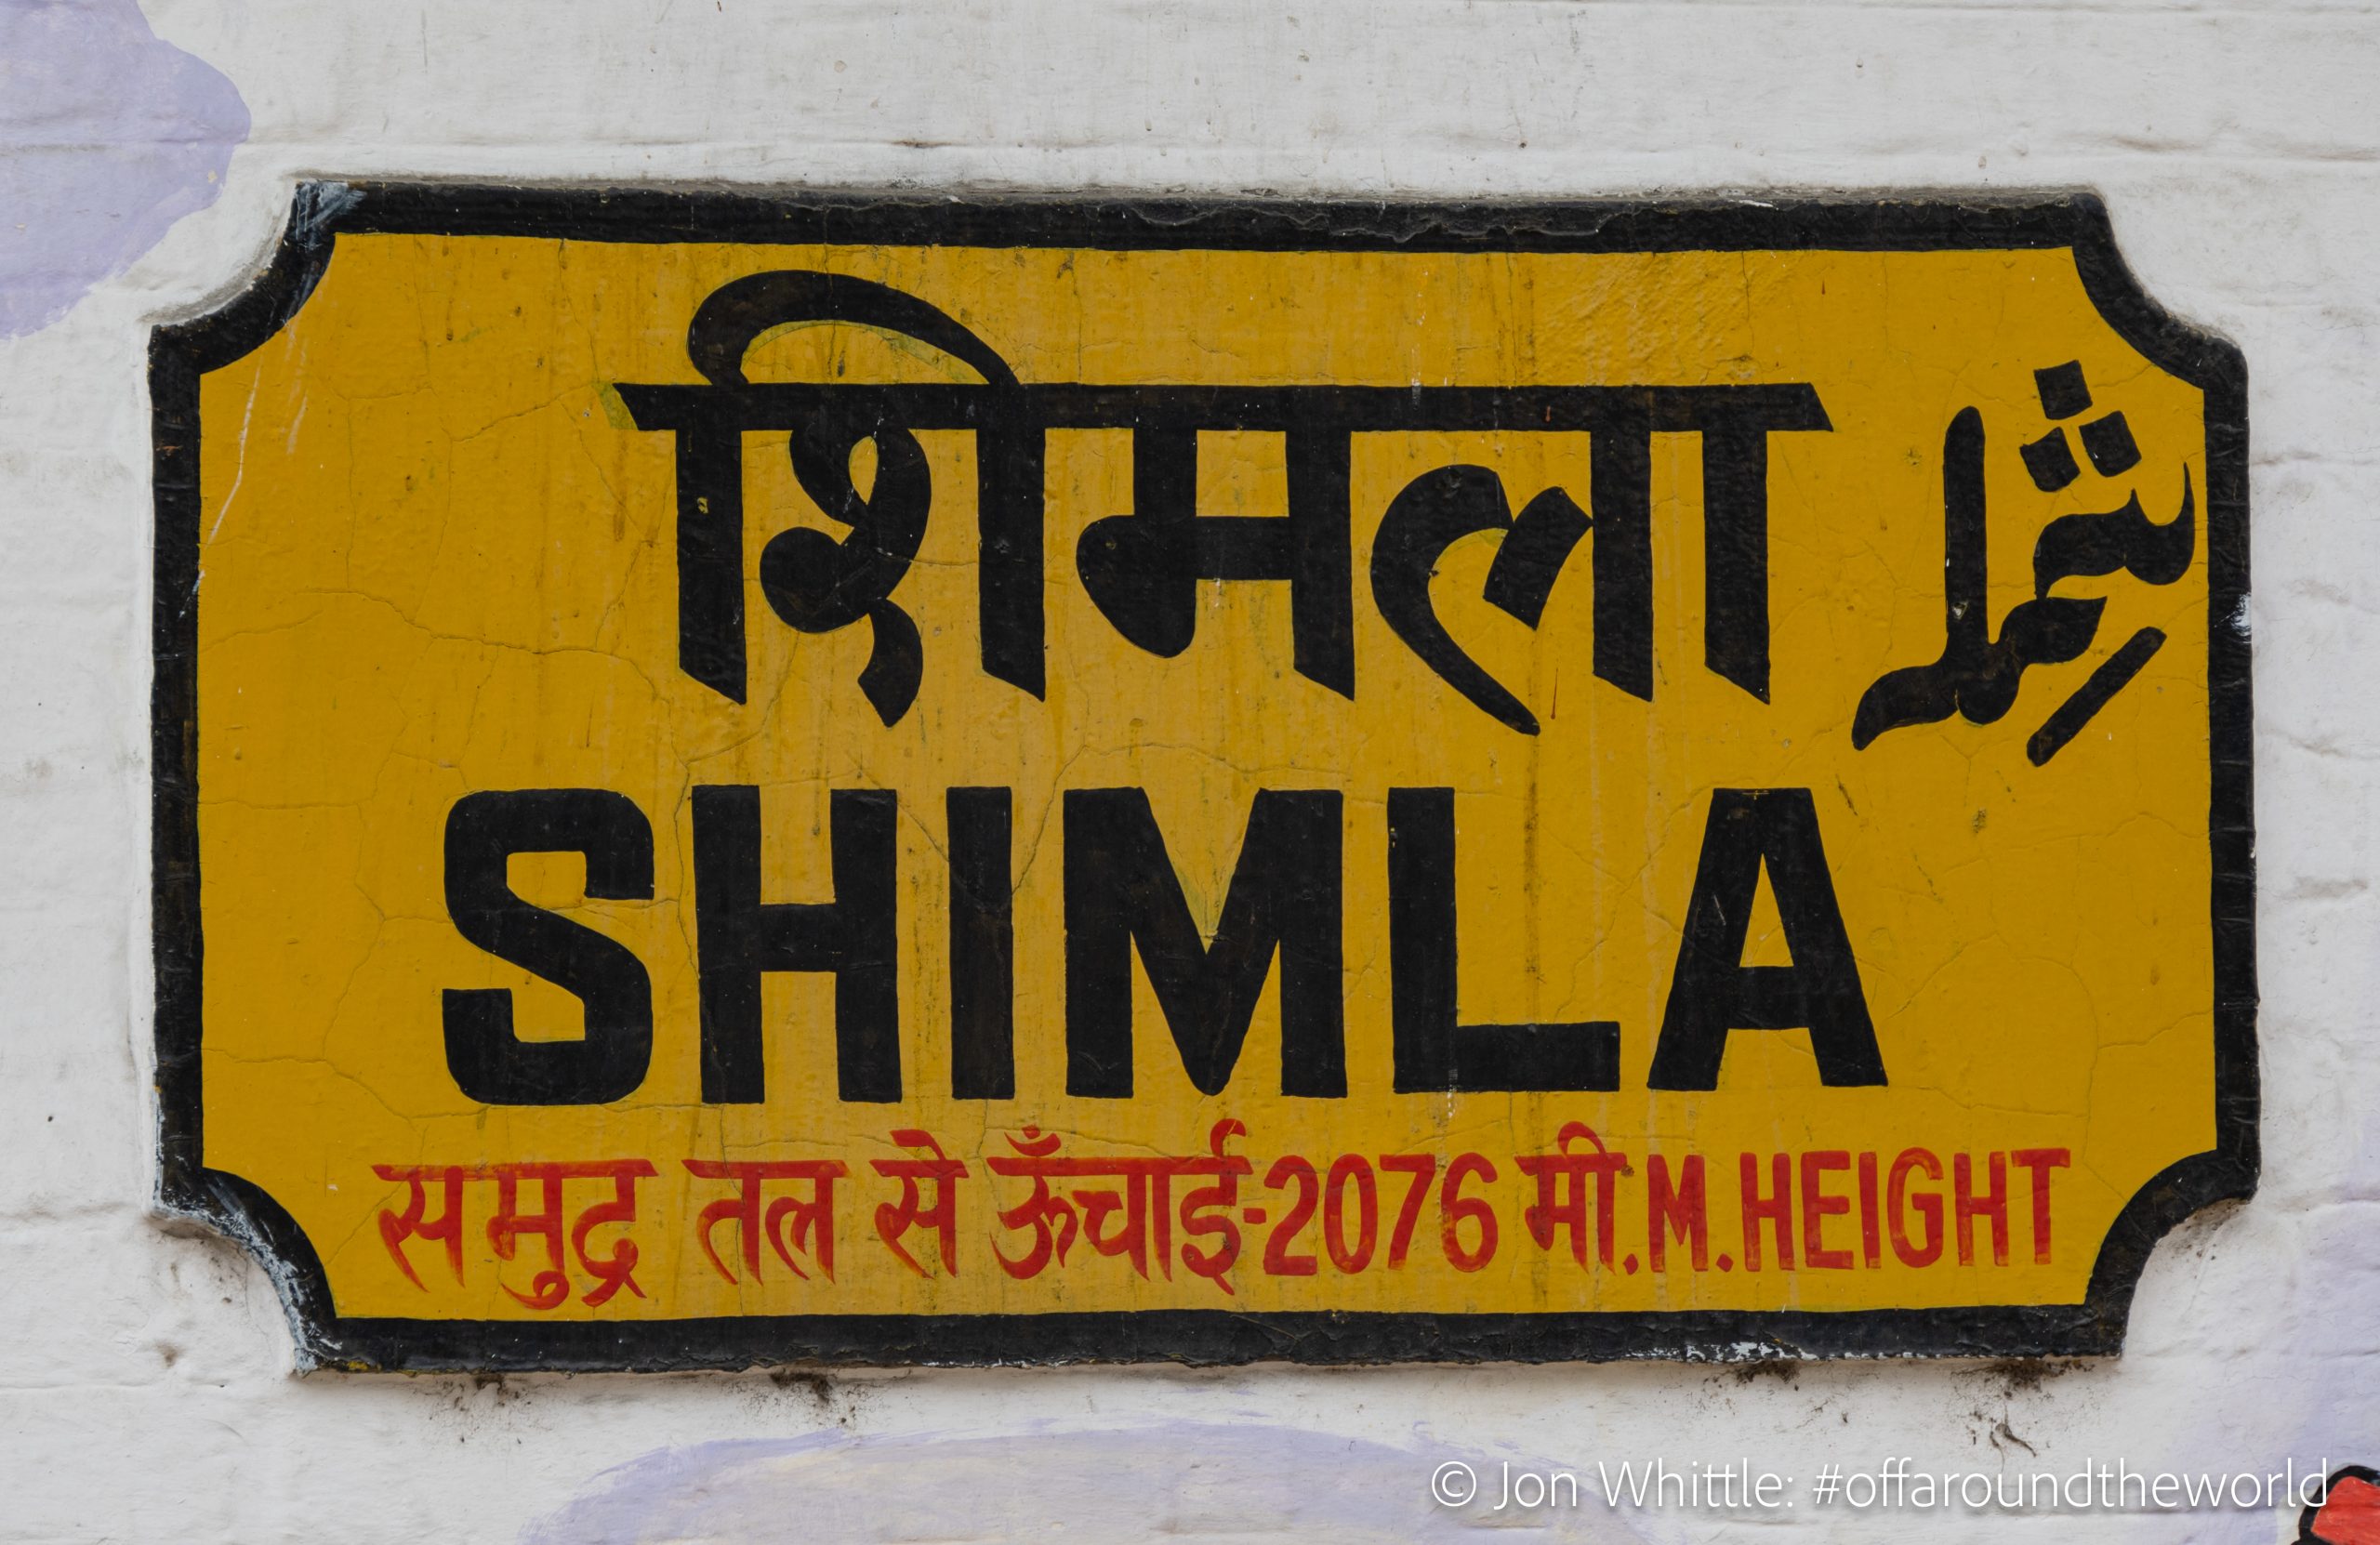 शिमला شملہ
SHIMLA
समुद्र तल से ऊँचाई-2076 मी.M.HEIGHT
© Jon Whittle: #offaroundtheworld